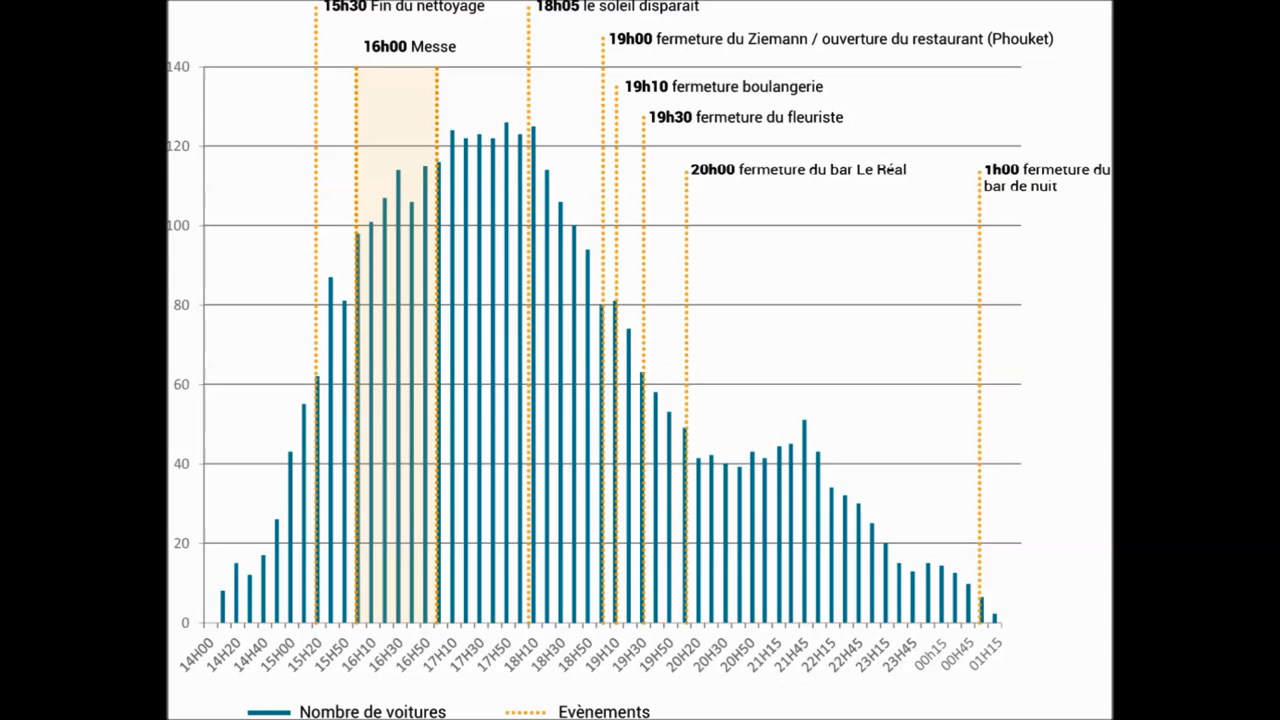 15h30 Fin du nettoyage
18h05 le soleil disparait
19h00 fermeture du Ziemann / ouverture du restaurant (Phouket)
16h00 Messe
19h10 fermeture boulangerie
19h30 fermeture du fleuriste
20h00 fermeture du bar Le Réal
1h00 fermeture du
bar de nuit
140
120
100
80
60
40
20
0
14H00
14H20
14H40
15H00
15H20
15H50
16H10
16H30
16H50
17H10
17H30
17H50
18H10
18H30
18H50
19H10
19H30
19H50
20H20
20H30
20H50
21H15
21H45
22H15
22H45
23H15
23H45
00h15
00H45
01H15
Nombre de voitures
Evènements